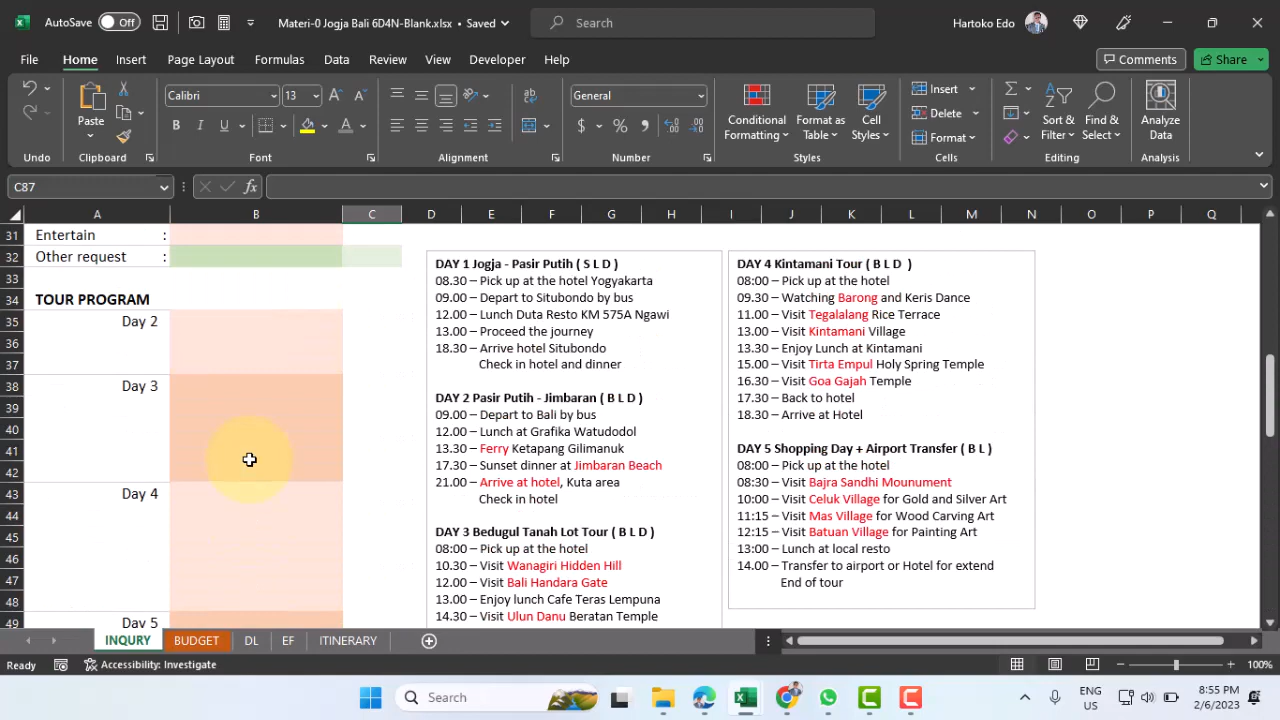 AutoSave Off Materi-0 Jogja Bali 6D4N-Blank.xlsx • Saved Search Hartoko Edo
File Home Insert Page Layout Formulas Data Review View Developer Help Comments Share
Calibri 13 General Insert Delete Format
Paste Conditional Formatting Format as Table Cell Styles Sort & Filter Find & Select Analyze Data
Undo Clipboard Font Alignment Number Styles Cells Editing Analysis
C87
A B C D E F G H I J K L M N O P Q
31 Entertain :
32 Other request :
33
34 TOUR PROGRAM
35 Day 2
36
37
38 Day 3
39
40
41
42
43 Day 4
44
45
46
47
48
49 Day 5
DAY 1 Jogja - Pasir Putih ( S L D )
08.30 – Pick up at the hotel Yogyakarta
09.00 – Depart to Situbondo by bus
12.00 – Lunch Duta Resto KM 575A Ngawi
13.00 – Proceed the journey
18.30 – Arrive hotel Situbondo
Check in hotel and dinner
DAY 2 Pasir Putih - Jimbaran ( B L D )
09.00 – Depart to Bali by bus
12.00 – Lunch at Grafika Watudodol
13.30 – Ferry Ketapang Gilimanuk
17.30 – Sunset dinner at Jimbaran Beach
21.00 – Arrive at hotel, Kuta area
Check in hotel
DAY 3 Bedugul Tanah Lot Tour ( B L D )
08:00 – Pick up at the hotel
10.30 – Visit Wanagiri Hidden Hill
12.00 – Visit Bali Handara Gate
13.00 – Enjoy lunch Cafe Teras Lempuna
14.30 – Visit Ulun Danu Beratan Temple
DAY 4 Kintamani Tour ( B L D )
08:00 – Pick up at the hotel
09.30 – Watching Barong and Keris Dance
11.00 – Visit Tegalalang Rice Terrace
13.00 – Visit Kintamani Village
13.30 – Enjoy Lunch at Kintamani
15.00 – Visit Tirta Empul Holy Spring Temple
16.30 – Visit Goa Gajah Temple
17.30 – Back to hotel
18.30 – Arrive at Hotel
DAY 5 Shopping Day + Airport Transfer ( B L )
08:00 – Pick up at the hotel
08:30 – Visit Bajra Sandhi Mounument
10:00 – Visit Celuk Village for Gold and Silver Art
11:15 – Visit Mas Village for Wood Carving Art
12:15 – Visit Batuan Village for Painting Art
13:00 – Lunch at local resto
14.00 – Transfer to airport or Hotel for extend
End of tour
INQURY BUDGET DL EF ITINERARY
Ready Accessibility: Investigate 100%
Search ENG US 8:55 PM 2/6/2023